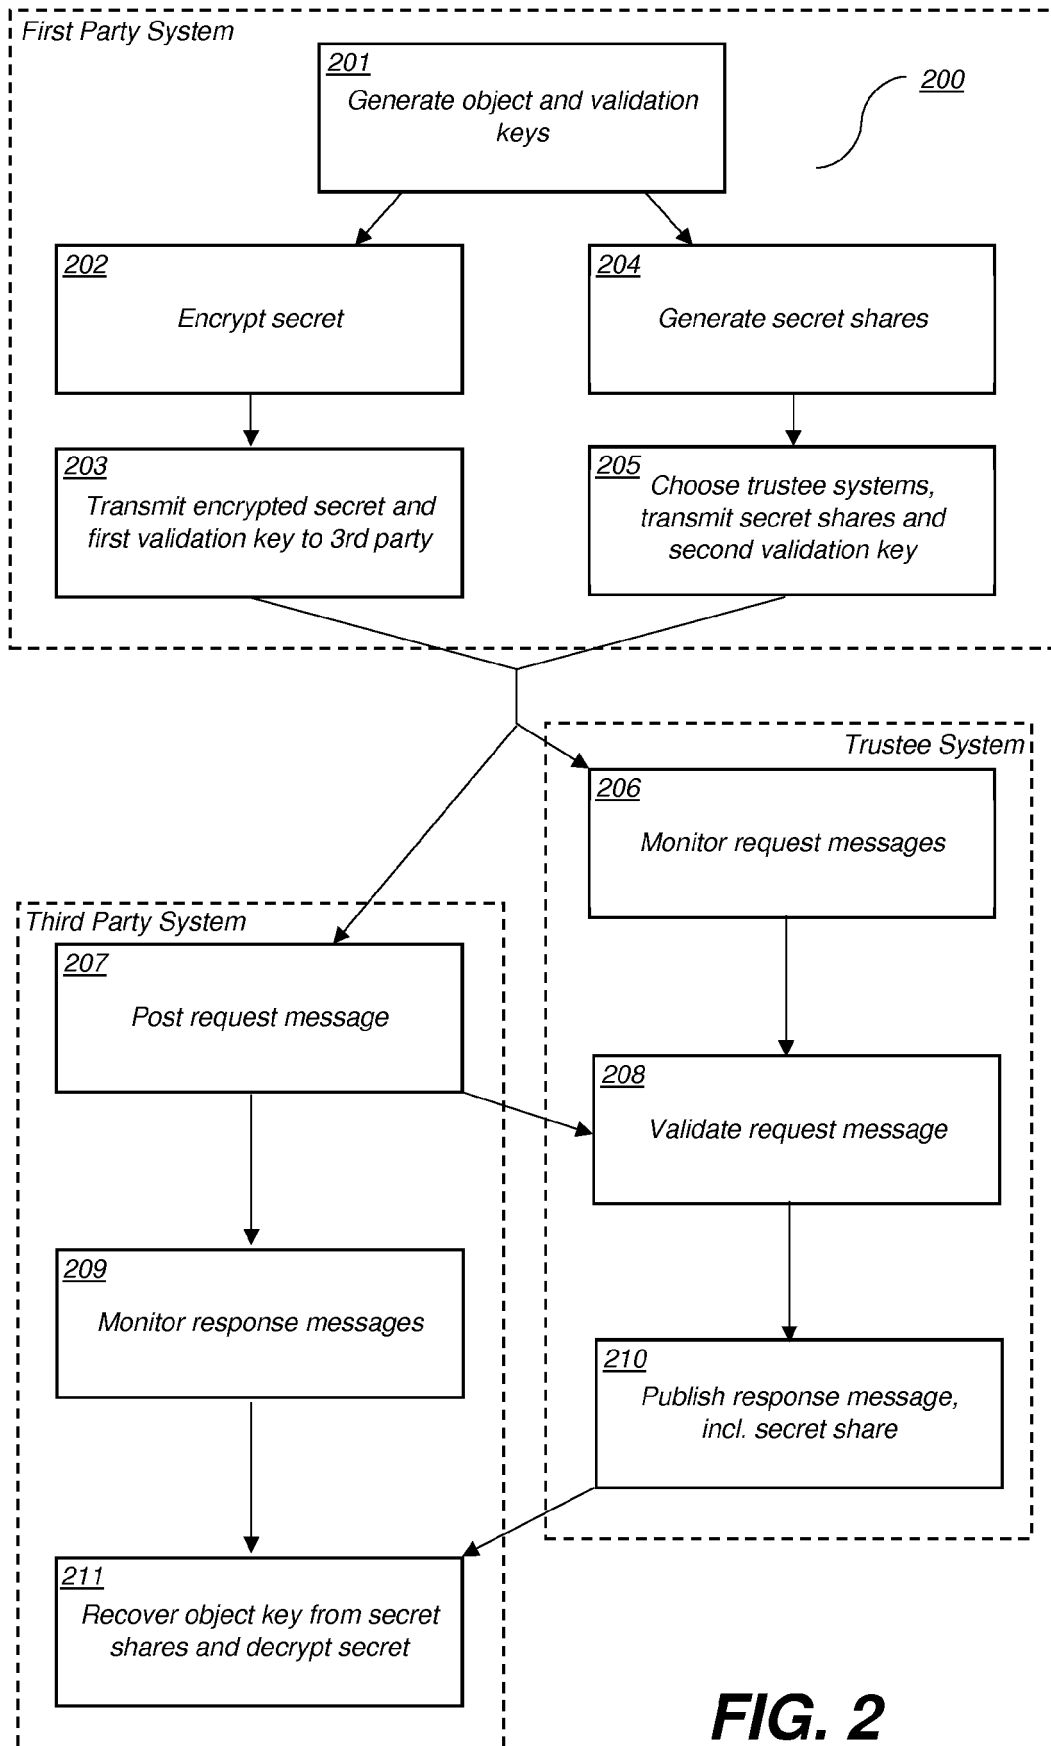 First Party System
201
Generate object and validation
keys
200
202
Encrypt secret
204
Generate secret shares
203
Transmit encrypted secret and
first validation key to 3rd party
205
Choose trustee systems,
transmit secret shares and
second validation key
Trustee System
206
Monitor request messages
Third Party System
207
Post request message
208
Validate request message
209
Monitor response messages
210
Publish response message,
incl. secret share
211
Recover object key from secret
shares and decrypt secret
FIG. 2